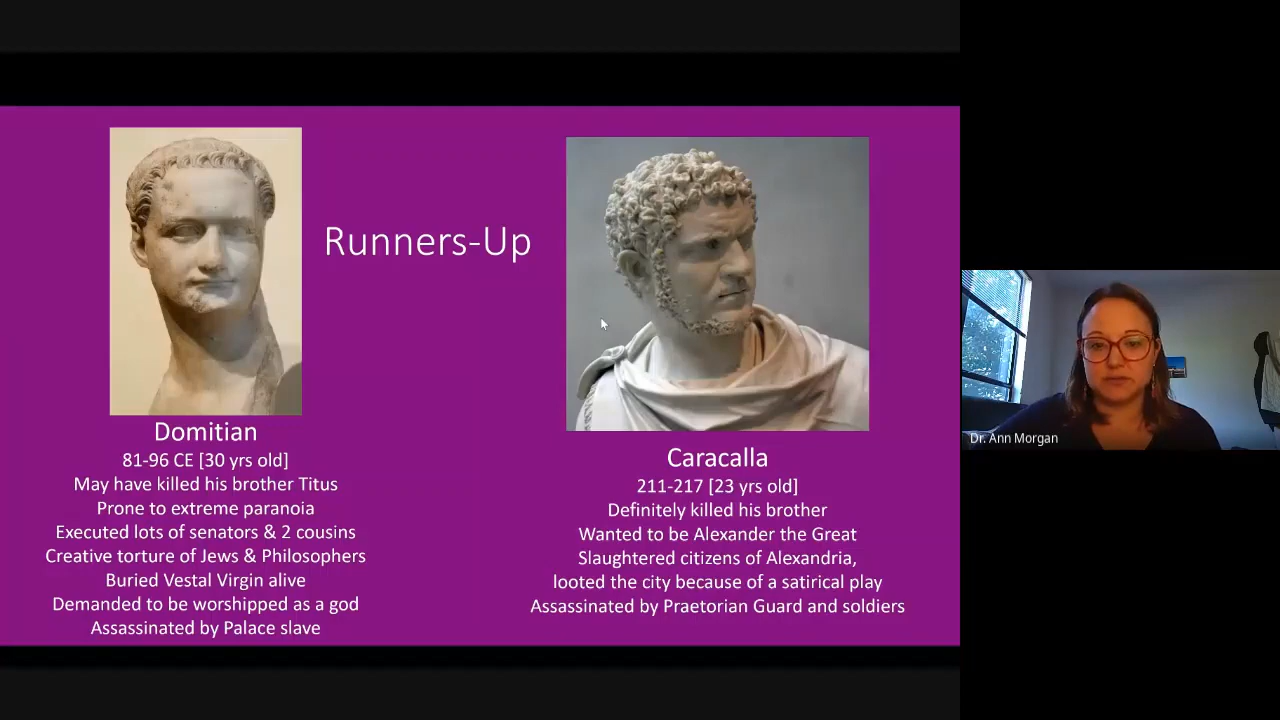 Runners-Up
Domitian
81-96 CE [30 yrs old]
May have killed his brother Titus
Prone to extreme paranoia
Executed lots of senators & 2 cousins
Creative torture of Jews & Philosophers
Buried Vestal Virgin alive
Demanded to be worshipped as a god
Assassinated by Palace slave
Caracalla
211-217 [23 yrs old]
Definitely killed his brother
Wanted to be Alexander the Great
Slaughtered citizens of Alexandria,
looted the city because of a satirical play
Assassinated by Praetorian Guard and soldiers
Dr. Ann Morgan